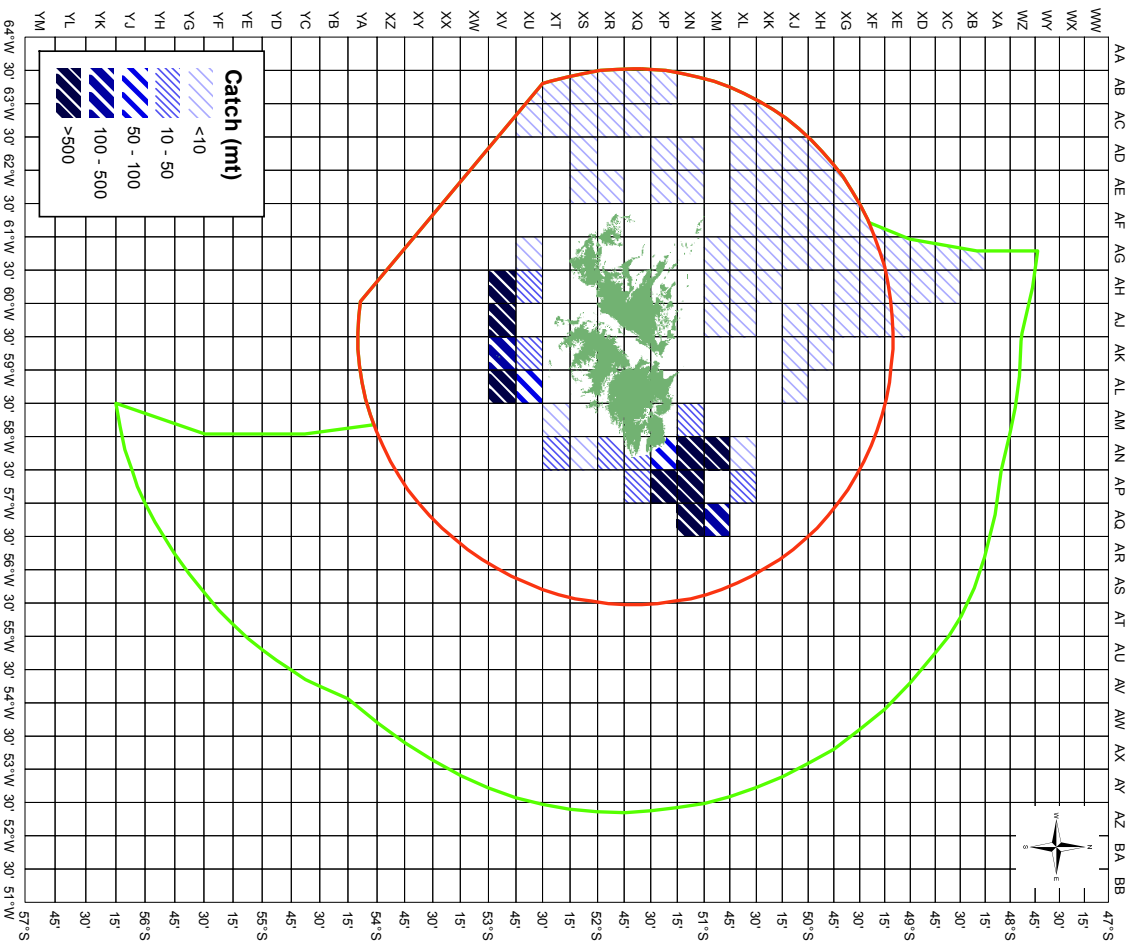 AA AB AC AD AE AF AG AH AJ AK AL AM AN AP AQ AR AS AT AU AV AW AX AY AZ BA BB
WW
WX
WY
WZ
XA
XB
XC
XD
XE
XF
XG
XH
XJ
XK
XL
XM
XN
XP
XQ
XR
XS
XT
XU
XV
XW
XX
XY
XZ
YA
YB
YC
YD
YE
YF
YG
YH
YJ
YK
YL
YM
47°S
15'
30'
45'
48°S
15'
30'
45'
49°S
15'
30'
45'
50°S
15'
30'
45'
51°S
15'
30'
45'
52°S
15'
30'
45'
53°S
15'
30'
45'
54°S
15'
30'
45'
55°S
15'
30'
45'
56°S
15'
30'
45'
57°S
N
W E
S
Catch (mt)
<10
10 - 50
50 - 100
100 - 500
>500
64°W 30' 63°W 30' 62°W 30' 61°W 30' 60°W 30' 59°W 30' 58°W 30' 57°W 30' 56°W 30' 55°W 30' 54°W 30' 53°W 30' 52°W 30' 51°W